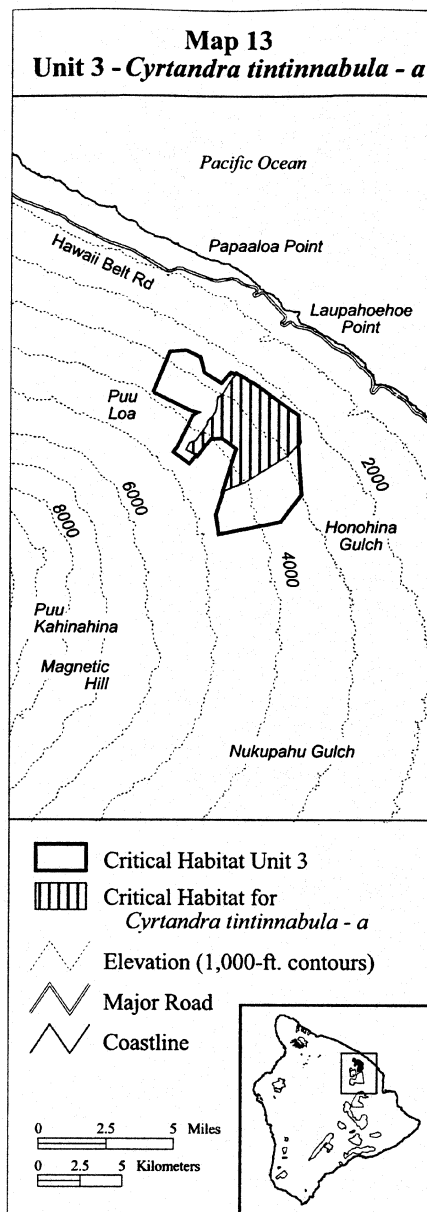 Map 13
Unit 3 - Cyrtandra tintinnabula - a
Pacific Ocean
Papaaloa Point
Hawaii Belt Rd
Laupahoehoe
Point
Puu
Loa
2000
6000
8000
Honohina
Gulch
4000
Puu
Kahinahina
Magnetic
Hill
Nukupahu Gulch
Critical Habitat Unit 3
Critical Habitat for
Cyrtandra tintinnabula - a
Elevation (1,000-ft. contours)
Major Road
Coastline
0 2.5 5 Miles
0 2.5 5 Kilometers